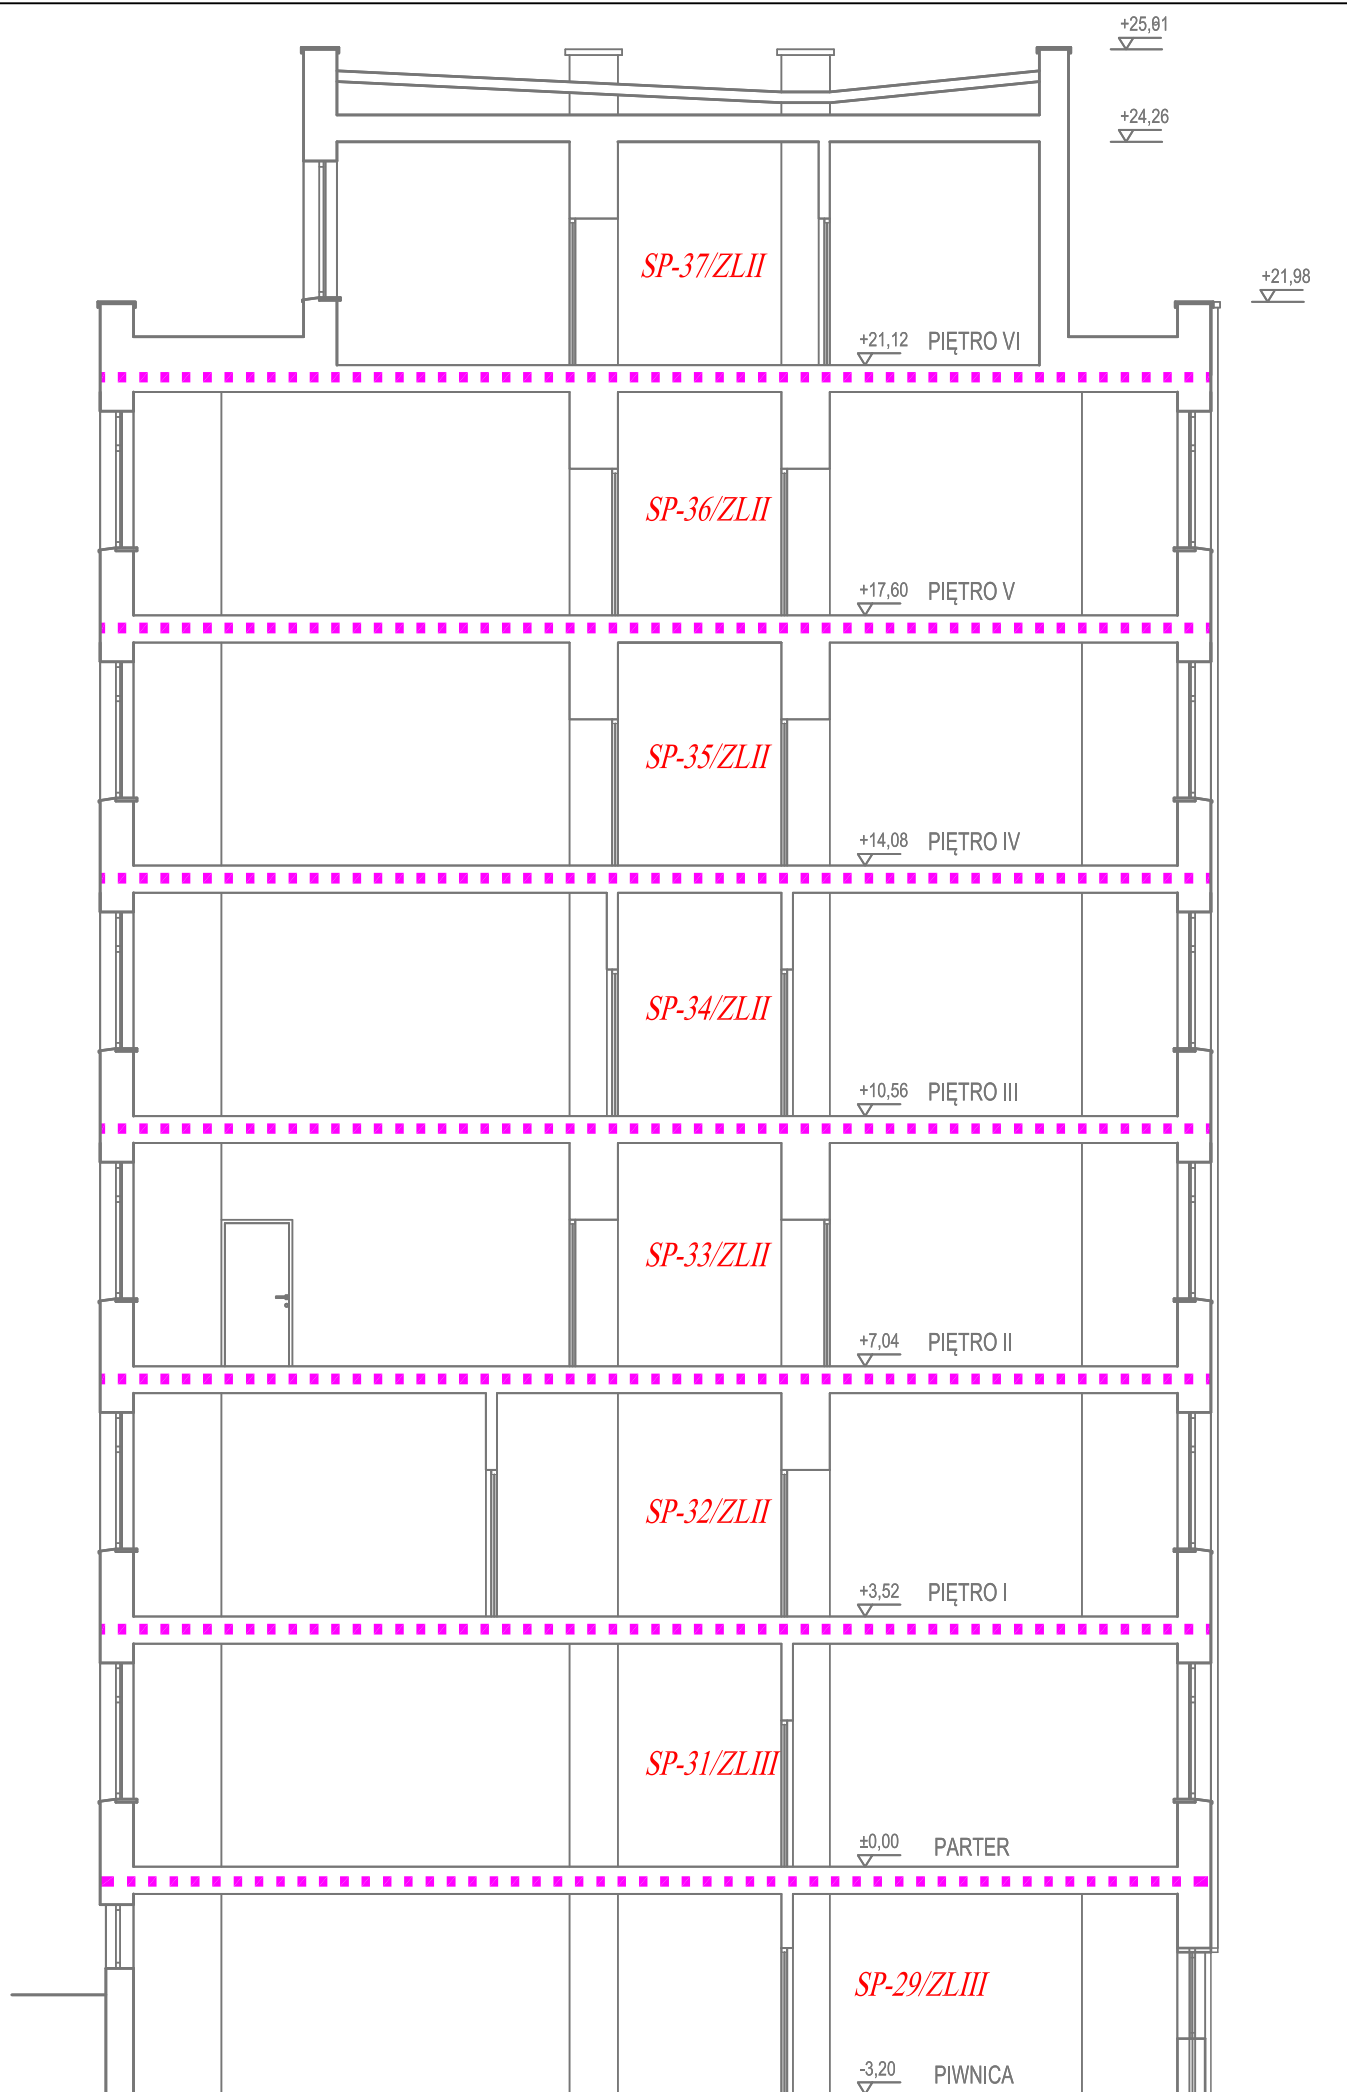 +25,01
+24,26
SP-37/ZLII
+21,98
+21,12 PIĘTRO VI
SP-36/ZLII
+17,60 PIĘTRO V
SP-35/ZLII
+14,08 PIĘTRO IV
SP-34/ZLII
+10,56 PIĘTRO III
SP-33/ZLII
+7,04 PIĘTRO II
SP-32/ZLII
+3,52 PIĘTRO I
SP-31/ZLIII
±0,00 PARTER
SP-29/ZLIII
-3,20 PIWNICA